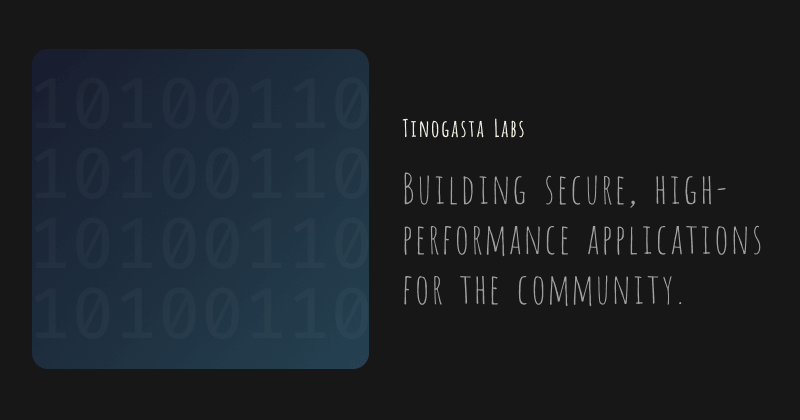 10100110
10100110
10100110
10100110
Tinogasta Labs
Building secure, high-
performance applications
for the community.